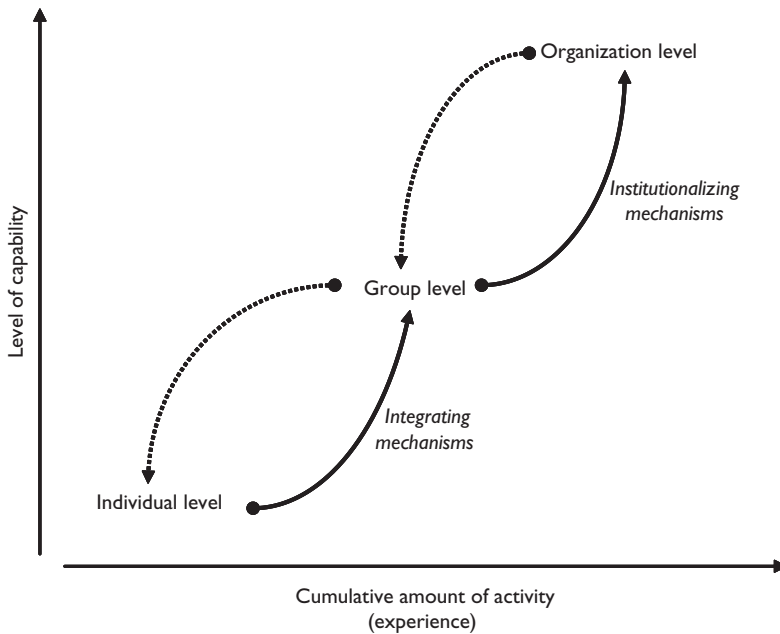 Organization level
Institutionalizing
mechanisms
Level of capability
Group level
Integrating
mechanisms
Individual level
Cumulative amount of activity
(experience)